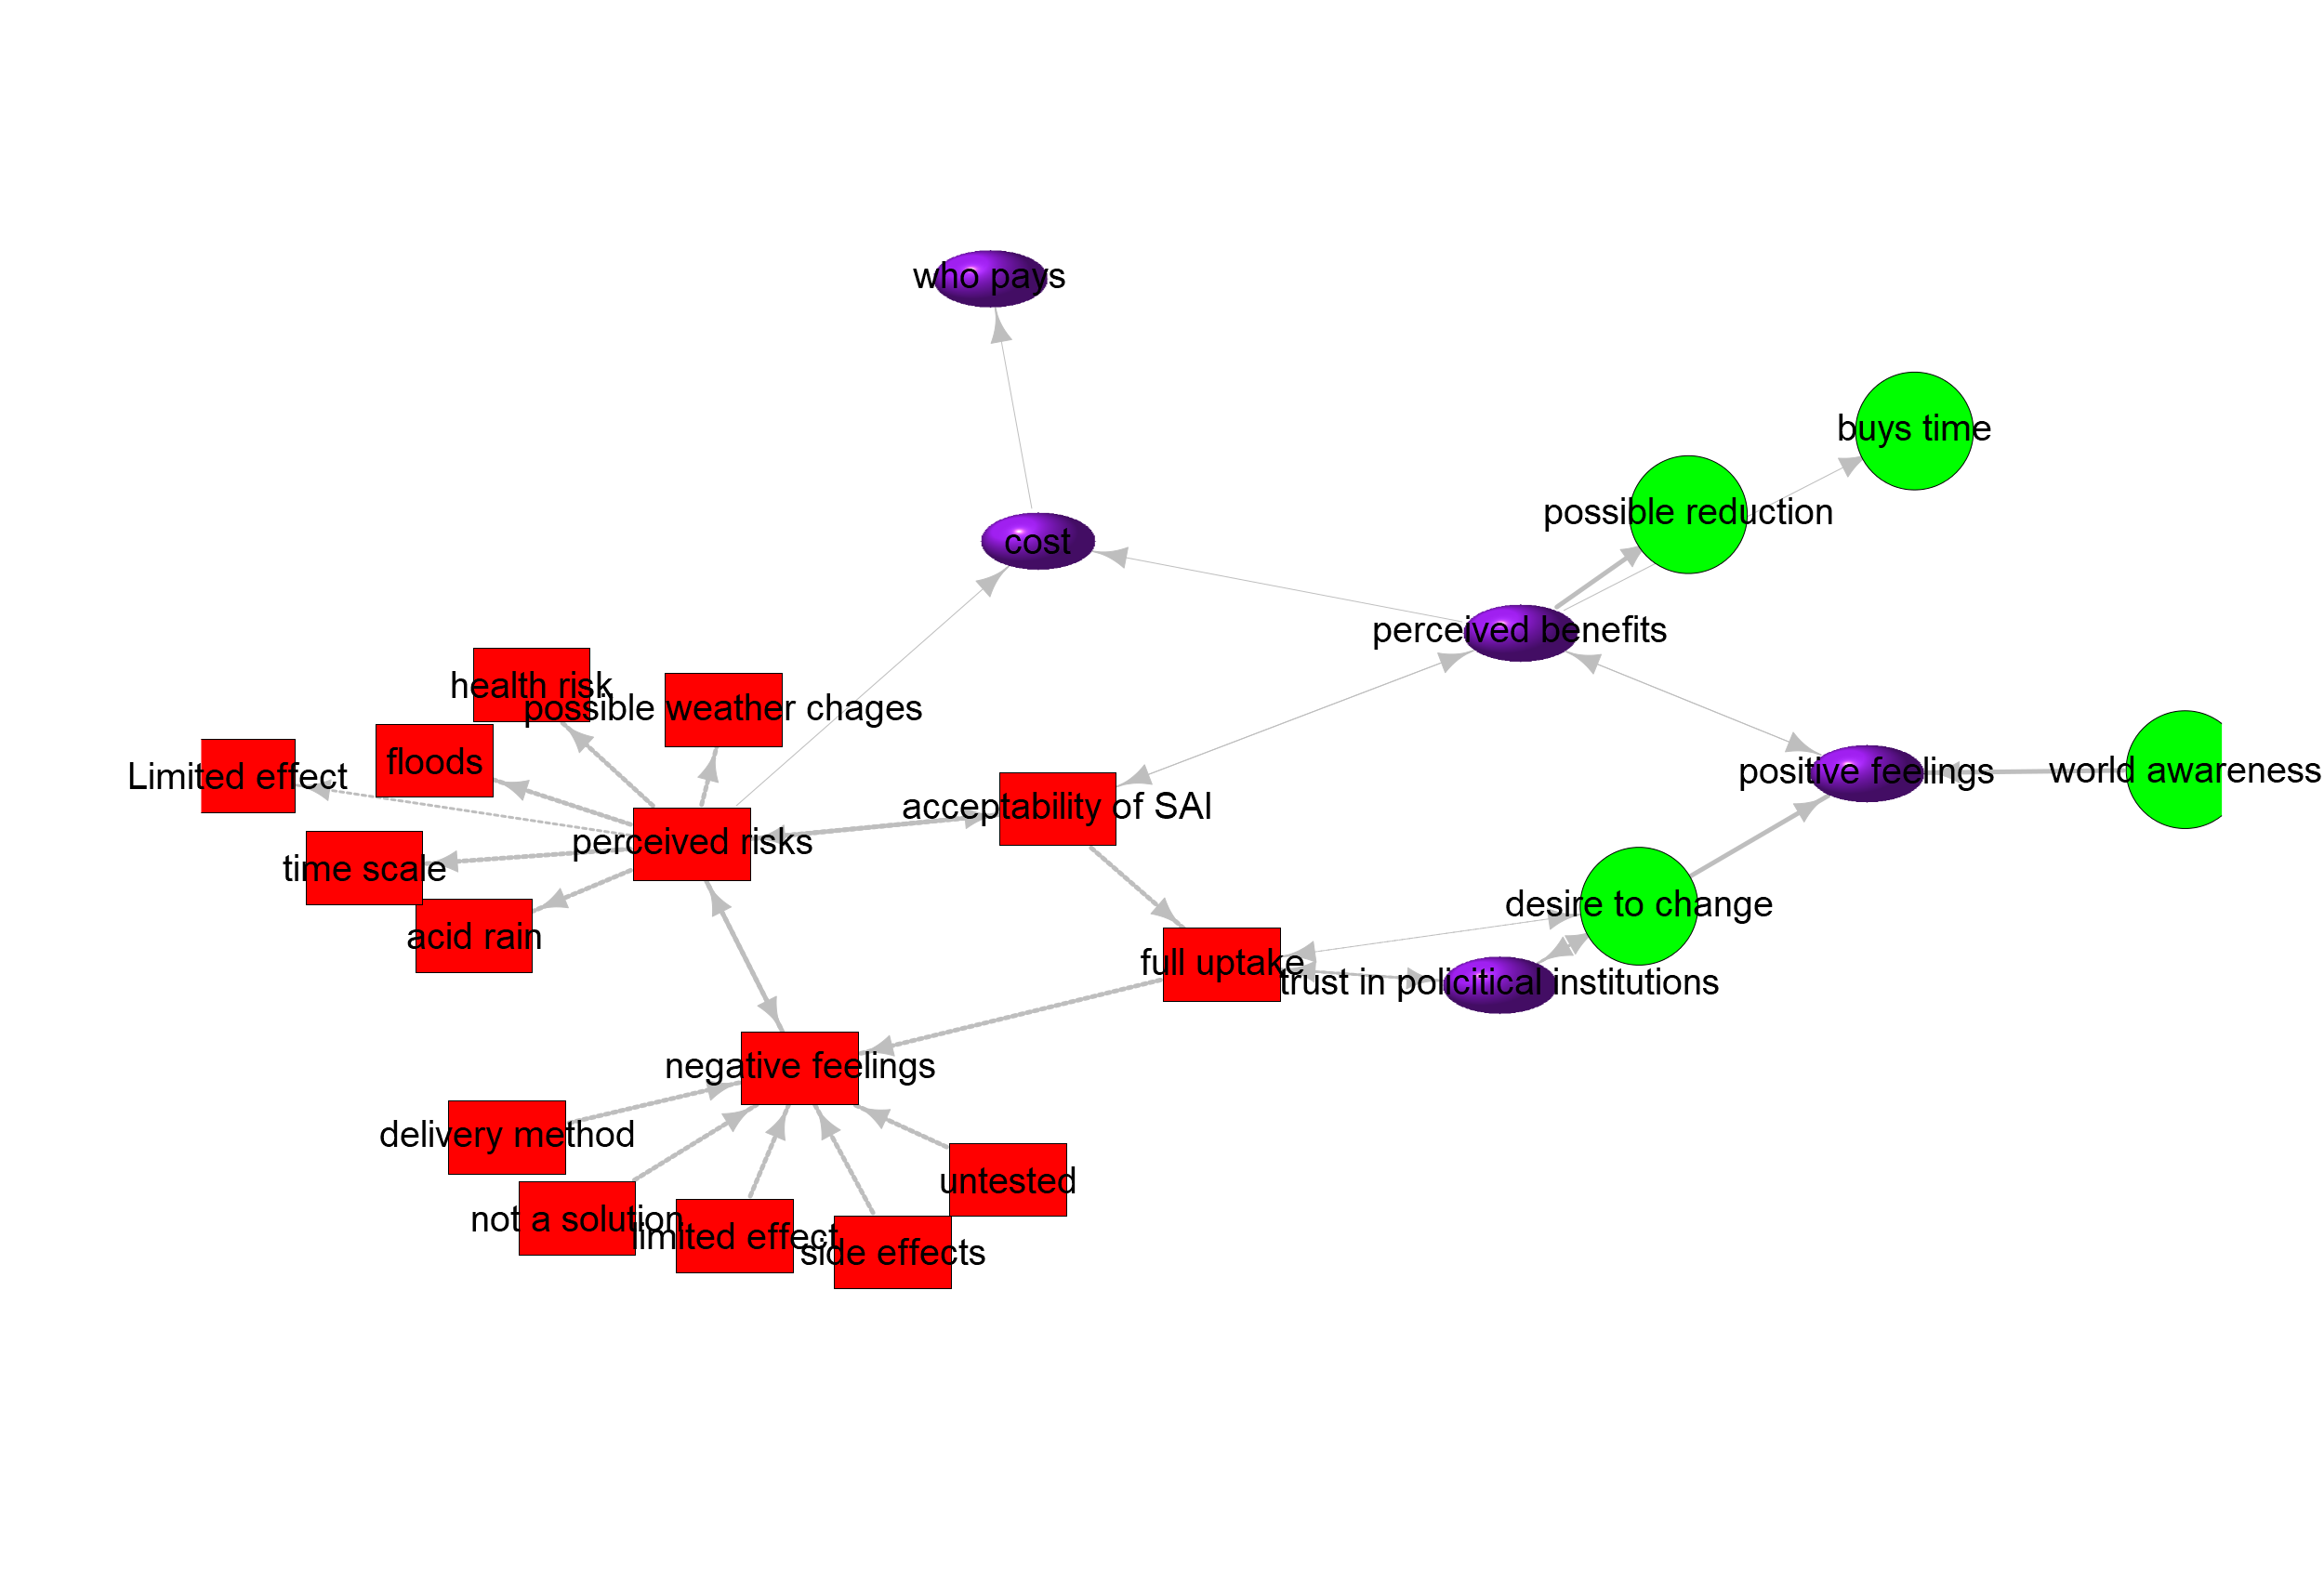 who pays
buys time
possible reduction
cost
perceived benefits
health risk
possible weather chages
floods
Limited effect
positive feelings
world awareness
acceptability of SAI
perceived risks
time scale
desire to change
acid rain
full uptake
trust in policitical institutions
negative feelings
delivery method
untested
not a solution
limited effect
side effects